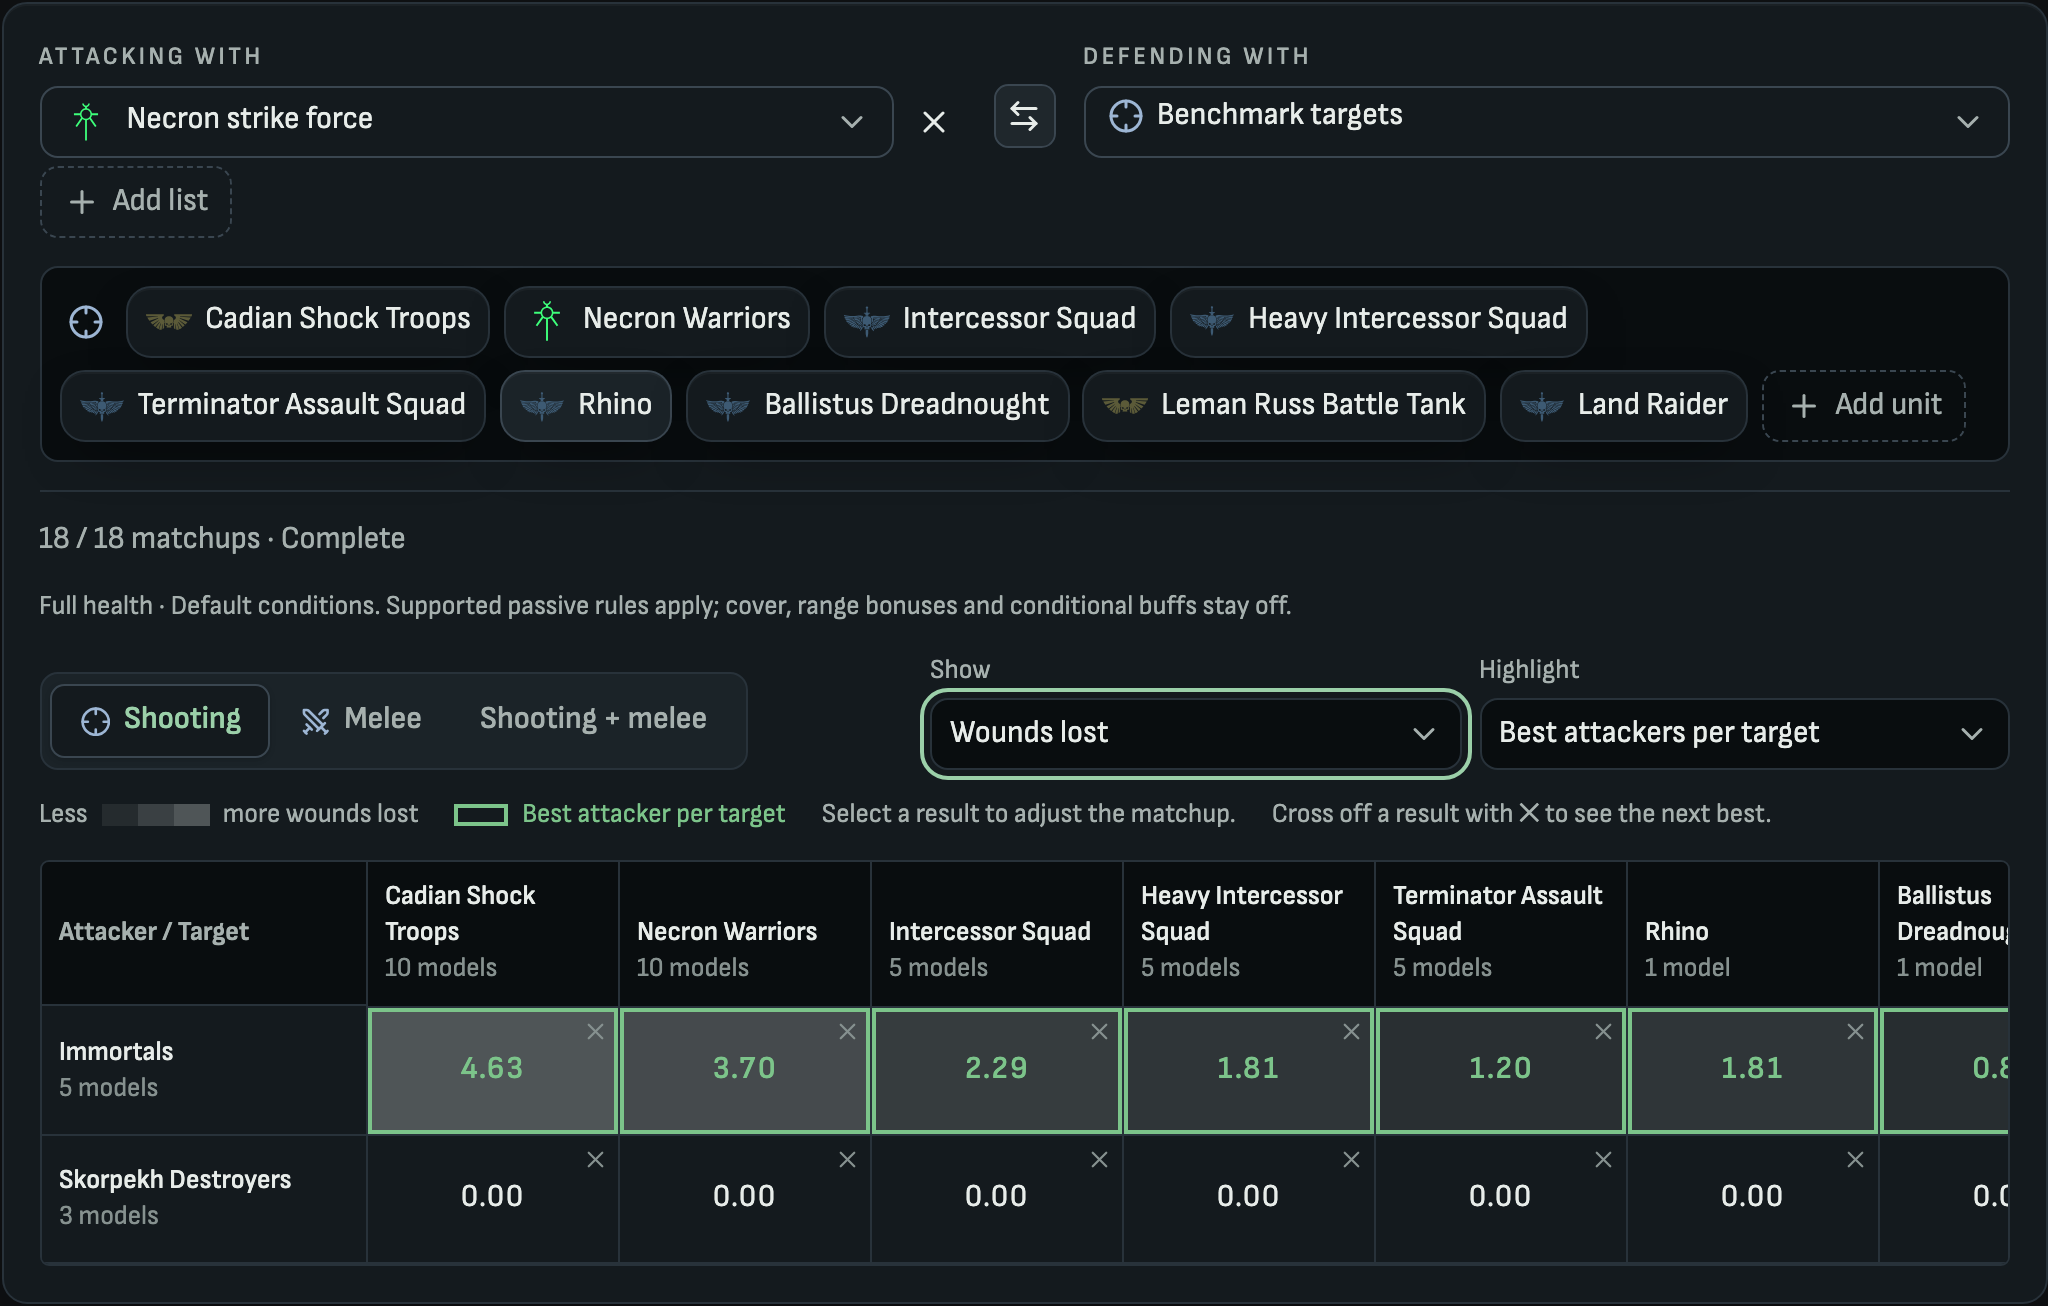 ATTACKING WITH
DEFENDING WITH
Necron strike force
Benchmark targets
Add list
Cadian Shock Troops
Necron Warriors
Intercessor Squad
Heavy Intercessor Squad
Terminator Assault Squad
Rhino
Ballistus Dreadnought
Leman Russ Battle Tank
Land Raider
Add unit
18 / 18 matchups · Complete
Full health · Default conditions. Supported passive rules apply; cover, range bonuses and conditional buffs stay off.
Shooting
Melee
Shooting + melee
Show
Wounds lost
Highlight
Best attackers per target
Less
more wounds lost
Best attacker per target
Select a result to adjust the matchup.
Cross off a result with ✕ to see the next best.
Attacker / Target
Cadian Shock
Troops
10 models
Necron Warriors
10 models
Intercessor Squad
5 models
Heavy Intercessor
Squad
5 models
Terminator Assault
Squad
5 models
Rhino
1 model
Ballistus
1 model
Immortals
5 models
4.63
3.70
2.29
1.81
1.20
1.81
Skorpekh Destroyers
3 models
0.00
0.00
0.00
0.00
0.00
0.00